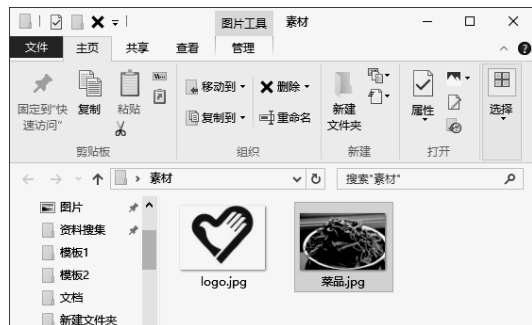 图片工具 素材
文件 主页 共享 查看 管理
固定到"快速访问"
复制
粘贴
移动到
复制到
删除
重命名
新建文件夹
属性
选择
剪贴板 组织 新建 打开
素材 搜索"素材"
图片
资料搜集
模板1
模板2
文档
新建文件夹
logo.jpg 菜品.jpg